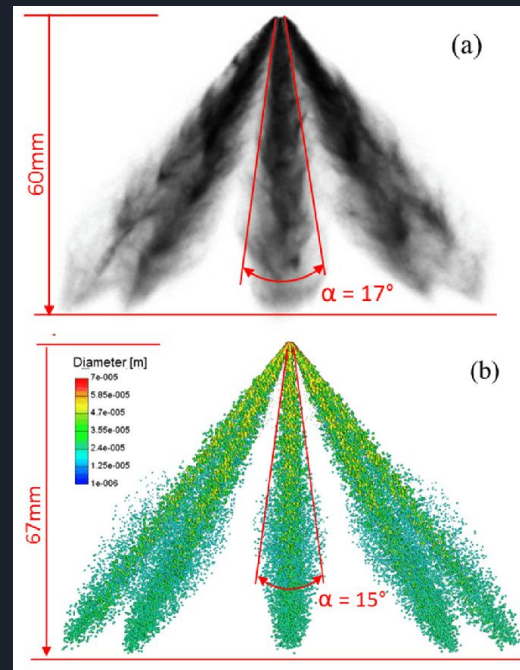 (a)
60mm
α = 17°
(b)
Diameter [m]
7e-005
5.85e-005
4.7e-005
3.55e-005
2.4e-005
1.25e-005
1e-006
67mm
α = 15°